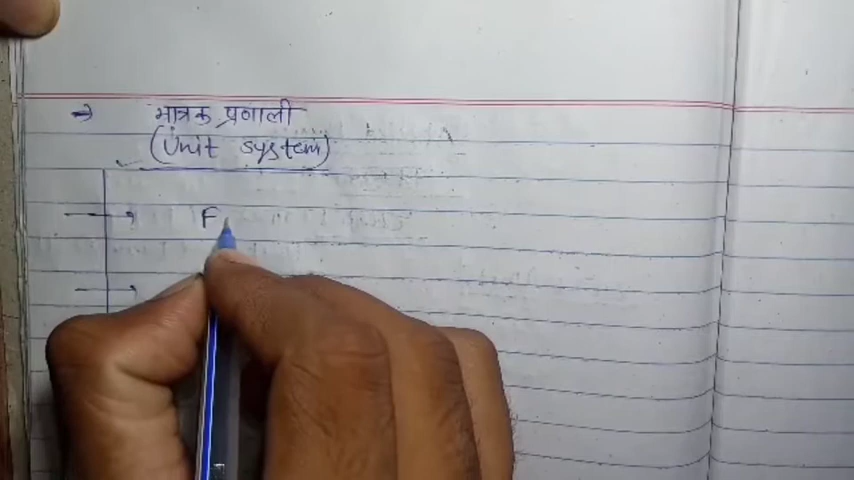 → मात्रक प्रणाली
(Unit system)
→ F
→